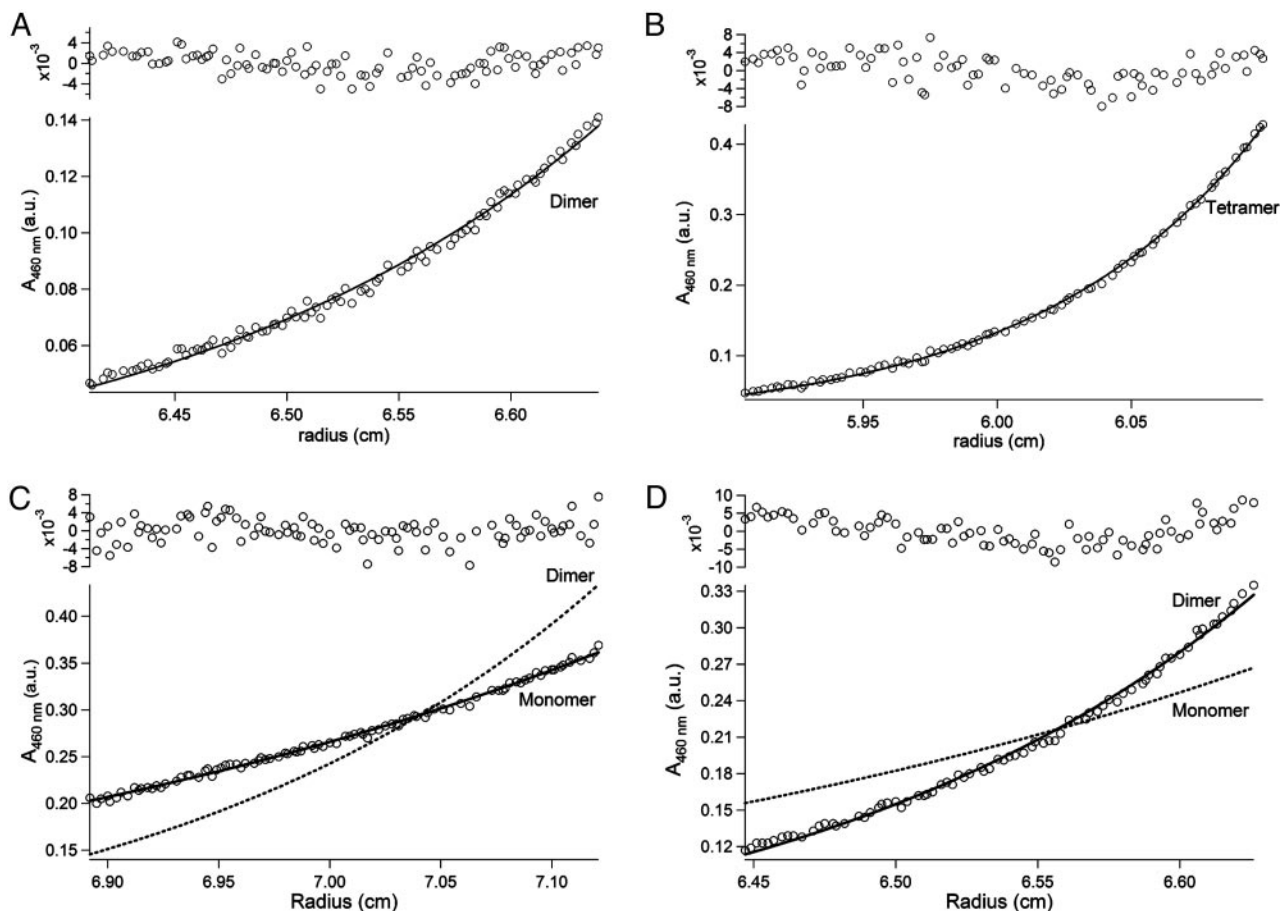 A
x10⁻³
4
0
-4
A460 nm (a.u.)
0.14
0.12
0.10
0.08
0.06
Dimer
6.45 6.50 6.55 6.60
radius (cm)
B
x10⁻³
8
4
0
-4
-8
A460 nm (a.u.)
0.4
0.3
0.2
0.1
Tetramer
5.95 6.00 6.05
radius (cm)
C
x10⁻³
8
4
0
-4
-8
A460 nm (a.u.)
0.40
0.35
0.30
0.25
0.20
0.15
Dimer
Monomer
6.90 6.95 7.00 7.05 7.10
Radius (cm)
D
x10⁻³
10
5
0
-5
-10
A460 nm (a.u.)
0.33
0.30
0.27
0.24
0.21
0.18
0.15
0.12
Dimer
Monomer
6.45 6.50 6.55 6.60
Radius (cm)